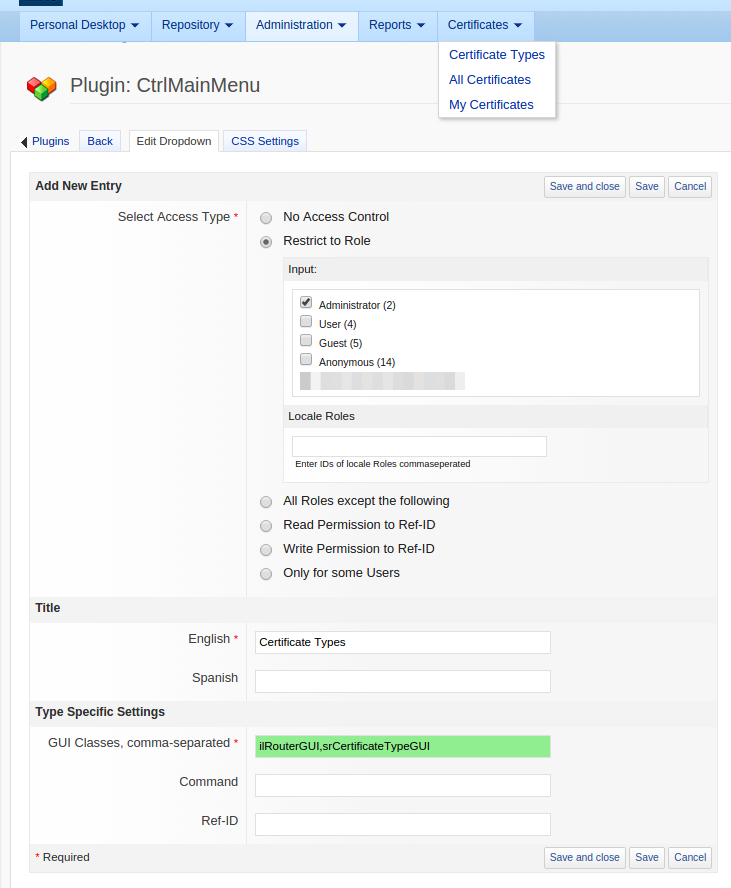 Personal Desktop Repository Administration Reports Certificates
Certificate Types
All Certificates
My Certificates
Plugin: CtrlMainMenu
Plugins Back Edit Dropdown CSS Settings
Add New Entry Save and close Save Cancel
Select Access Type * No Access Control
Restrict to Role
Input:
Administrator (2)
User (4)
Guest (5)
Anonymous (14)
Locale Roles
Enter IDs of locale Roles commaseperated
All Roles except the following
Read Permission to Ref-ID
Write Permission to Ref-ID
Only for some Users
Title
English * Certificate Types
Spanish
Type Specific Settings
GUI Classes, comma-separated * ilRouterGUI,srCertificateTypeGUI
Command
Ref-ID
* Required Save and close Save Cancel